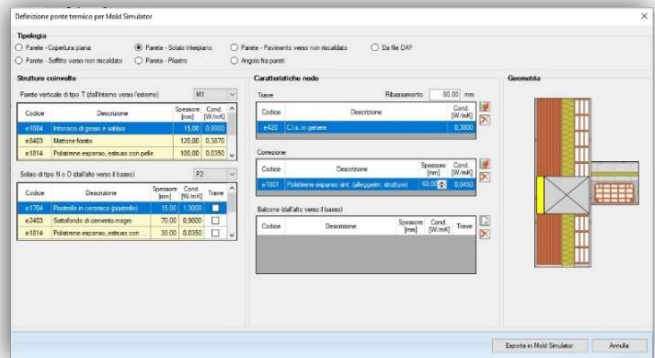 Definizione ponte termico per Mold Simulator
Tipologia
Parete - Copertura piana
Parete - Solaio interpiano
Parete - Pavimento verso non riscaldato
Da file DXF
Parete - Soffitto verso non riscaldato
Parete - Pilastro
Angolo fra pareti
Strutture coinvolte
Parete verticale di tipo T (dall'interno verso l'esterno) M1
Codice Descrizione Spessore [mm] Cond. [W/mK]
e1004 Intonaco di gesso e sabbia 15,00 0,8000
e8403 Mattone forato 120,00 0,3870
e1814 Polistirene espanso, estruso con pelle 100,00 0,0350
Solaio di tipo N o D (dall'alto verso il basso) P2
Codice Descrizione Spessore [mm] Cond. [W/mK] Trave
e1704 Piastrelle in ceramica (piastrelle) 15,00 1,3000
e2403 Sottofondo di cemento magro 70,00 0,9000
e1814 Polistirene espanso, estruso con ... 30,00 0,0350
Caratteristiche nodo
Trave Ribassamento 80,00 mm
Codice Descrizione Cond. [W/mK]
e420 C.l.s. in genere 0,3800
Correzione
Codice Descrizione Spessore [mm] Cond. [W/mK]
e1801 Polistirene espanso sint. (alleggerim. strutture) 60,00 0,0450
Balcone (dall'alto verso il basso)
Codice Descrizione Spessore [mm] Cond. [W/mK] Trave
Geometria
Esporta in Mold Simulator
Annulla